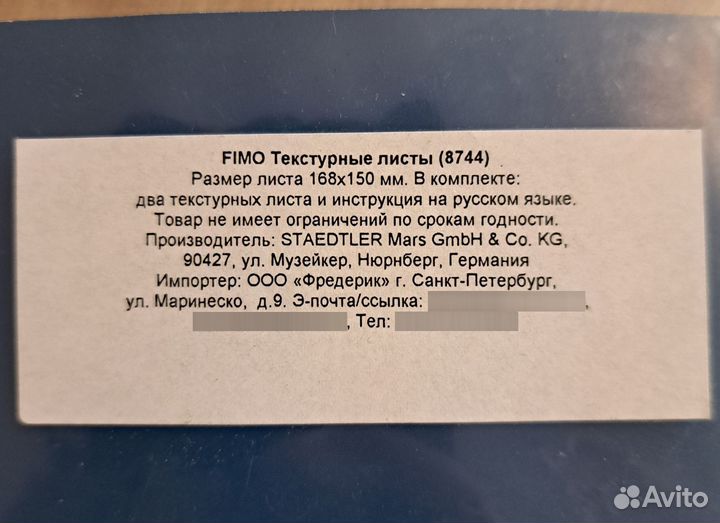 FIMO Текстурные листы (8744)
Размер листа 168х150 мм. В комплекте:
два текстурных листа и инструкция на русском языке.
Товар не имеет ограничений по срокам годности.
Производитель: STAEDTLER Mars GmbH & Co. KG,
90427, ул. Музейкер, Нюрнберг, Германия
Импортер: ООО «Фредерик» г. Санкт-Петербург,
ул. Маринеско, д.9. Э-почта/ссылка: ,
, Тел:
Avito